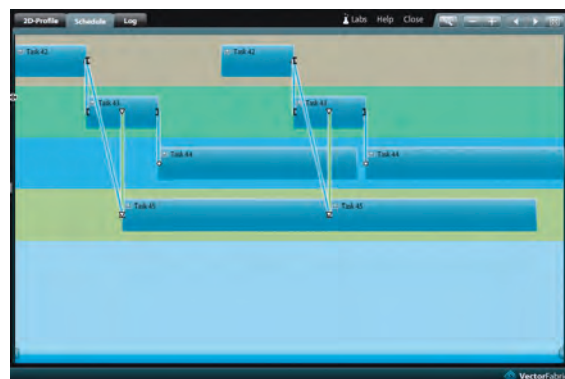 2D-Profile Schedule Log Labs Help Close
Task 42 Task 42
Task 43 Task 43
Task 44 Task 44
Task 45 Task 45
VectorFabri